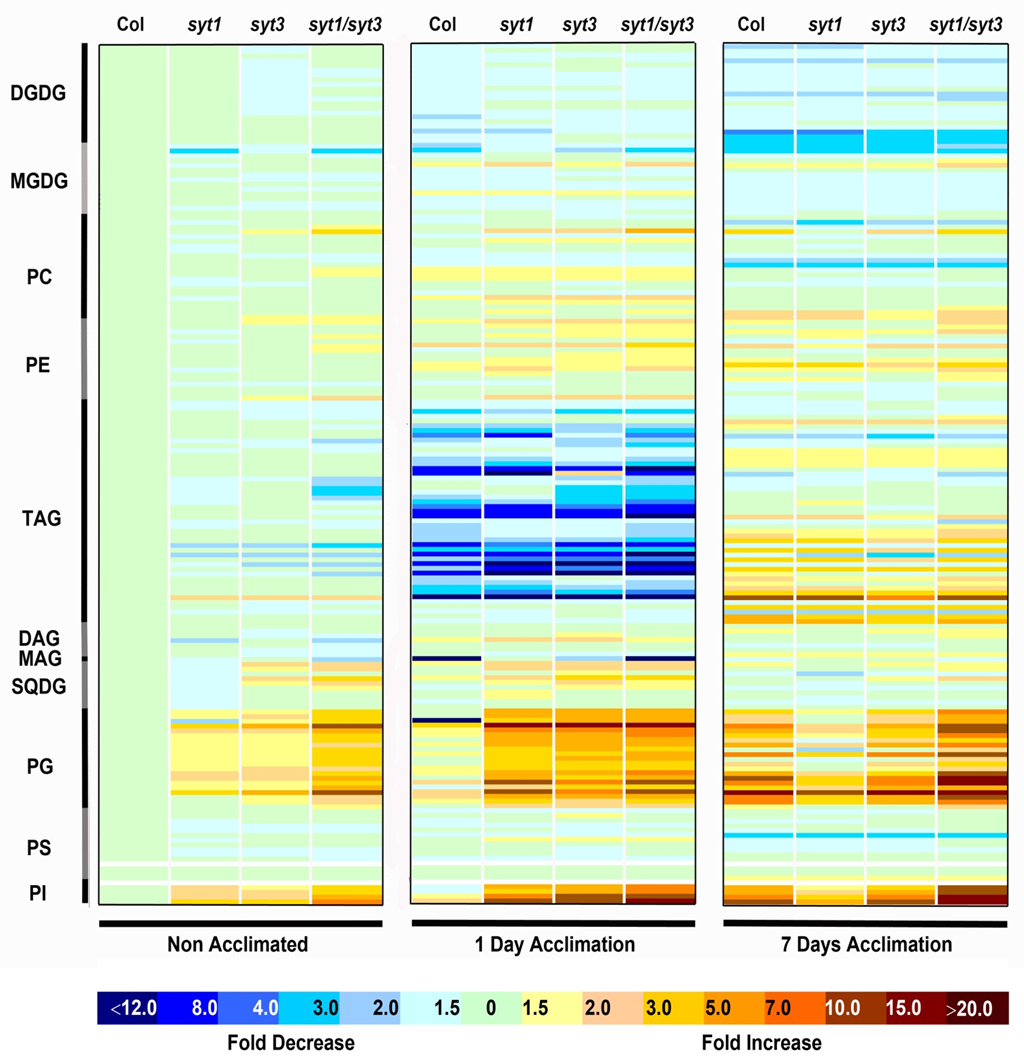 Col syt1 syt3 syt1/syt3 Col syt1 syt3 syt1/syt3 Col syt1 syt3 syt1/syt3
DGDG
MGDG
PC
PE
TAG
DAG
MAG
SQDG
PG
PS
PI
Non Acclimated 1 Day Acclimation 7 Days Acclimation
<12.0 8.0 4.0 3.0 2.0 1.5 0 1.5 2.0 3.0 5.0 7.0 10.0 15.0 >20.0
Fold Decrease Fold Increase